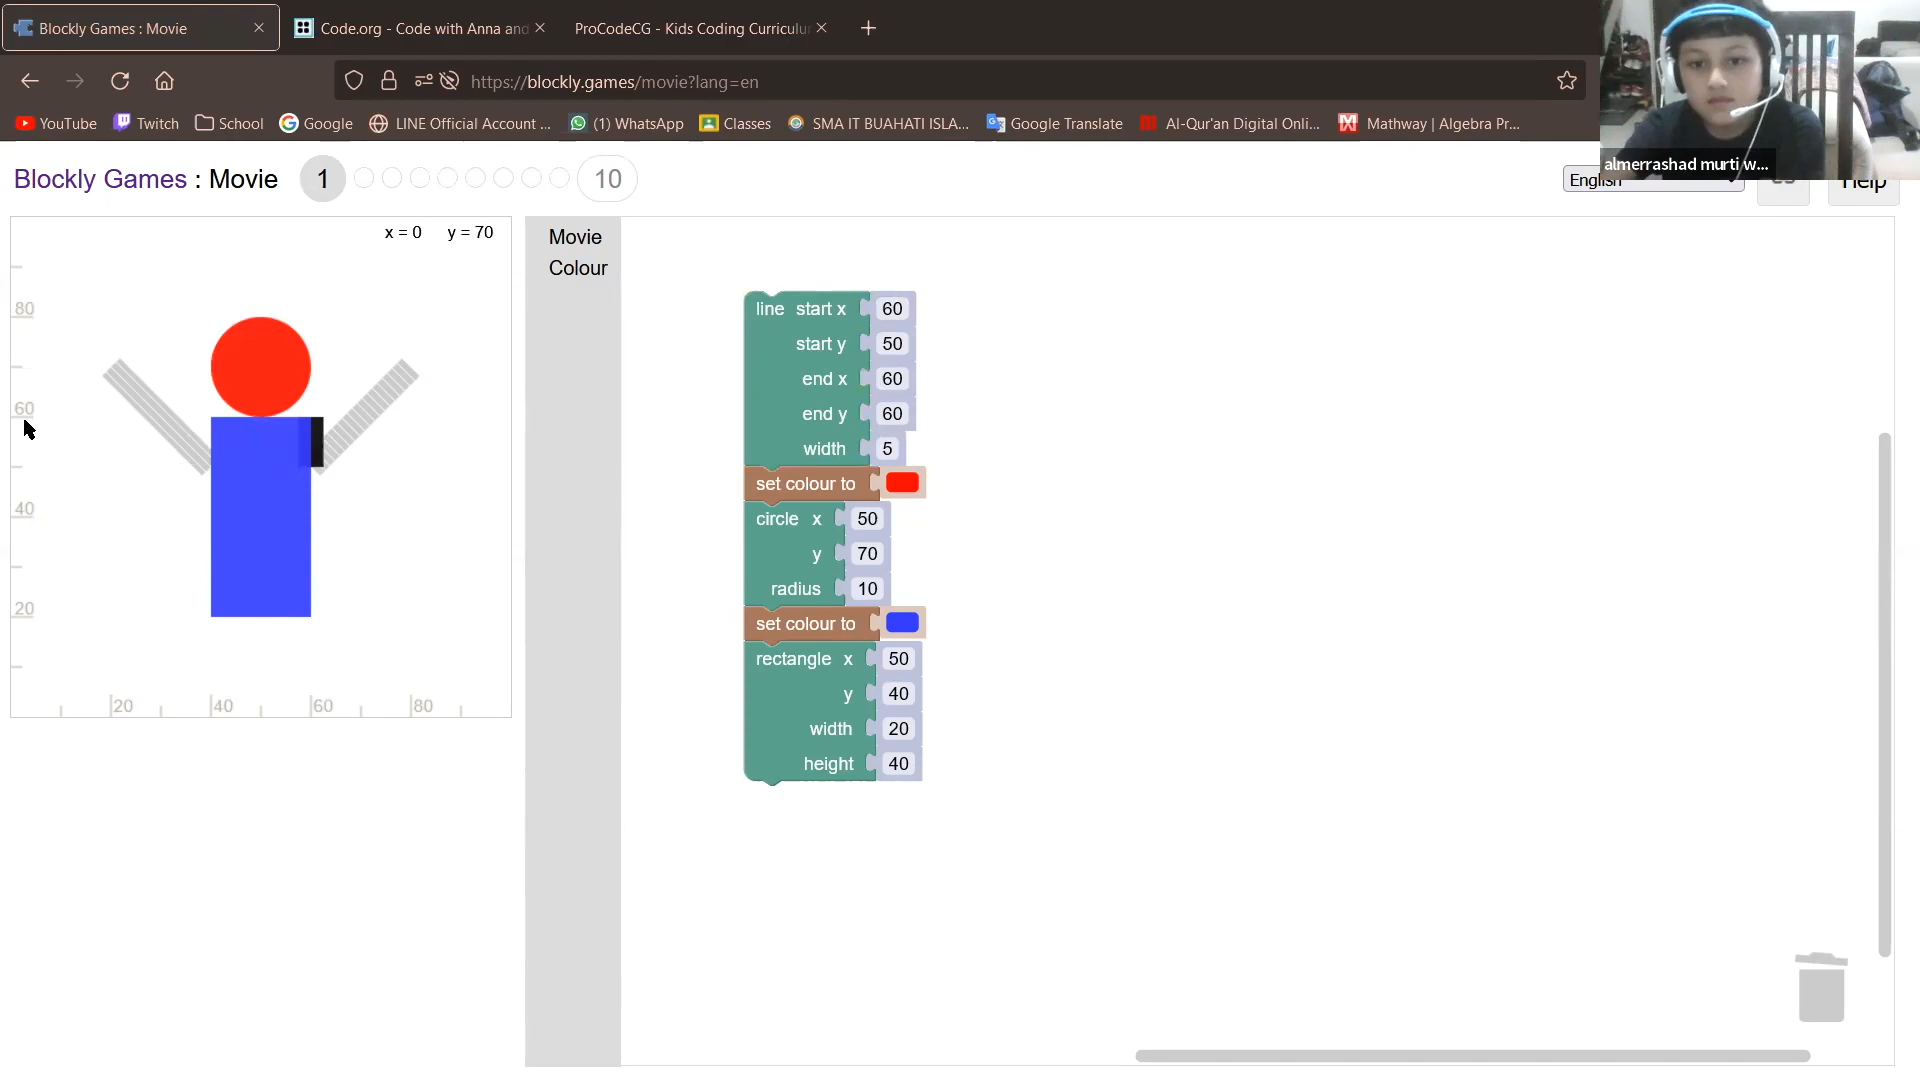 Blockly Games : Movie
Code.org - Code with Anna and
ProCodeCG - Kids Coding Curriculu
https://blockly.games/movie?lang=en
YouTube
Twitch
School
Google
LINE Official Account ...
(1) WhatsApp
Classes
SMA IT BUAHATI ISLA...
Google Translate
Al-Qur'an Digital Onli...
Mathway | Algebra Pr...
almerrashad murti w...
Blockly Games : Movie
1
10
English
Help
x = 0 y = 70
80
60
40
20
20 40 60 80
Movie
Colour
line start x 60
start y 50
end x 60
end y 60
width 5
set colour to
circle x 50
y 70
radius 10
set colour to
rectangle x 50
y 40
width 20
height 40